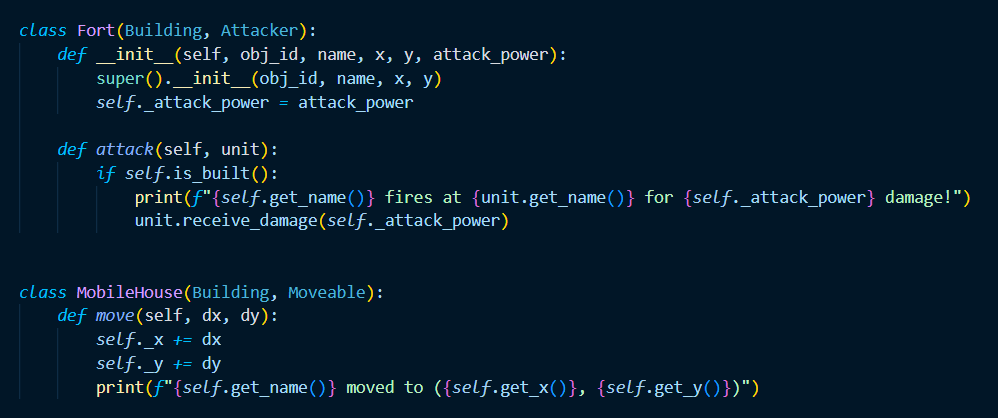 class Fort(Building, Attacker):
    def __init__(self, obj_id, name, x, y, attack_power):
        super().__init__(obj_id, name, x, y)
        self._attack_power = attack_power

    def attack(self, unit):
        if self.is_built():
            print(f"{self.get_name()} fires at {unit.get_name()} for {self._attack_power} damage!")
            unit.receive_damage(self._attack_power)


class MobileHouse(Building, Moveable):
    def move(self, dx, dy):
        self._x += dx
        self._y += dy
        print(f"{self.get_name()} moved to ({self.get_x()}, {self.get_y()})")